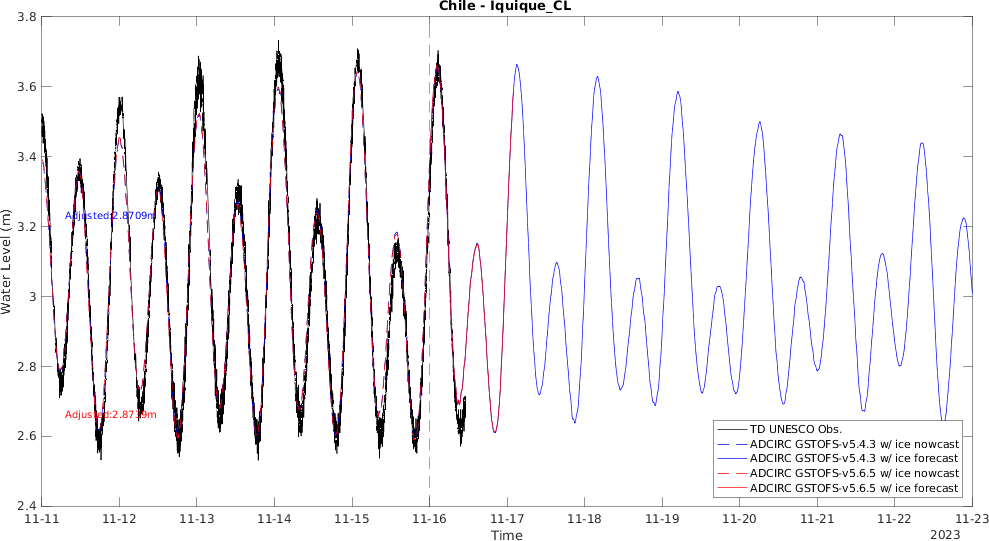 Chile - Iquique_CL
3.8
3.6
3.4
3.2
3
2.8
2.6
2.4
Water Level (m)
Adjusted:2.8709m
Adjusted:2.8739m
TD UNESCO Obs.
ADCIRC GSTOFS-v5.4.3 w/ ice nowcast
ADCIRC GSTOFS-v5.4.3 w/ ice forecast
ADCIRC GSTOFS-v5.6.5 w/ ice nowcast
ADCIRC GSTOFS-v5.6.5 w/ ice forecast
11-11 11-12 11-13 11-14 11-15 11-16 11-17 11-18 11-19 11-20 11-21 11-22 11-23
Time
2023